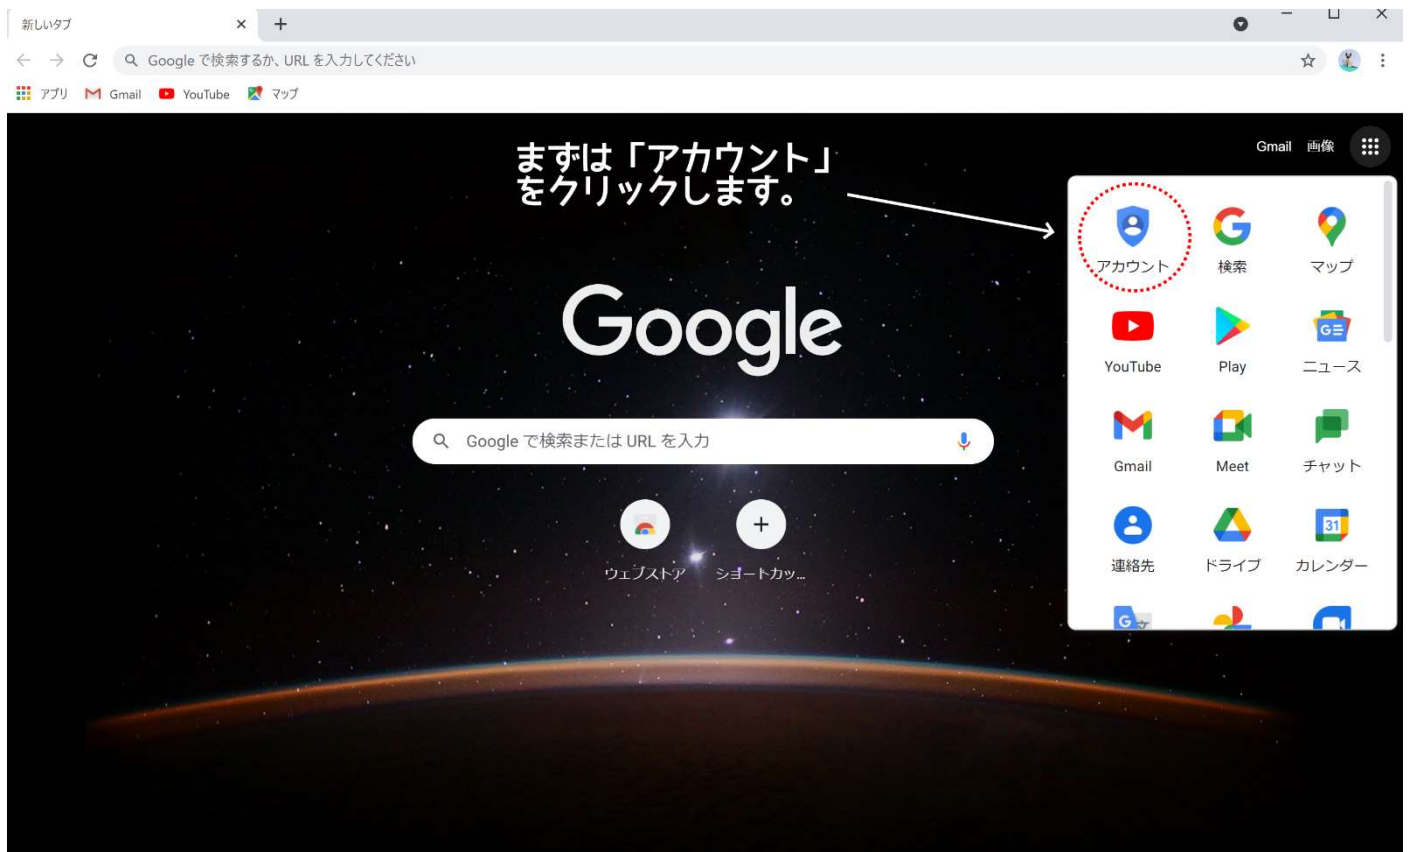 新しいタブ
Google で検索するか、URL を入力してください
アプリ Gmail YouTube マップ
まずは「アカウント」
をクリックします。
Gmail 画像
アカウント 検索 マップ
Google
YouTube Play ニュース
Google で検索または URL を入力
Gmail Meet チャット
31
ウェブストア ショートカッ...
連絡先 ドライブ カレンダー